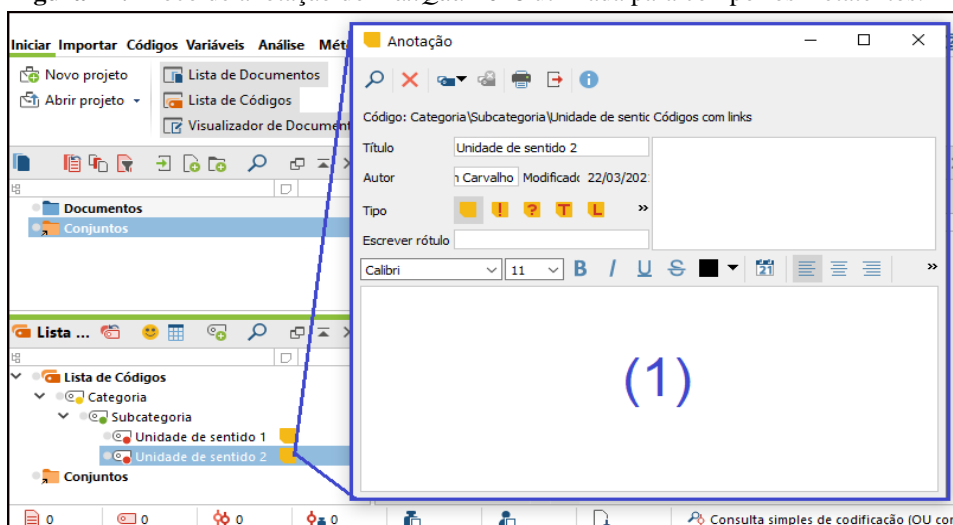 Iniciar Importar Códigos Variáveis Análise
Novo projeto
Lista de Documentos
Abrir projeto
Lista de Códigos
Visualizador de Document
Documentos
Conjuntos
Lista ...
Lista de Códigos
Categoria
Subcategoria
Unidade de sentido 1
Unidade de sentido 2
Conjuntos
0
0
0
0
Consulta simples de codificação (OU
Anotação
Código: Categoria\Subcategoria\Unidade de sentic Códigos com links
Título
Unidade de sentido 2
Autor
Carvalho Modificadc 22/03/202
Tipo
! ? T L »
Escrever rótulo
Calibri 11 B I U S 21 »
(1)